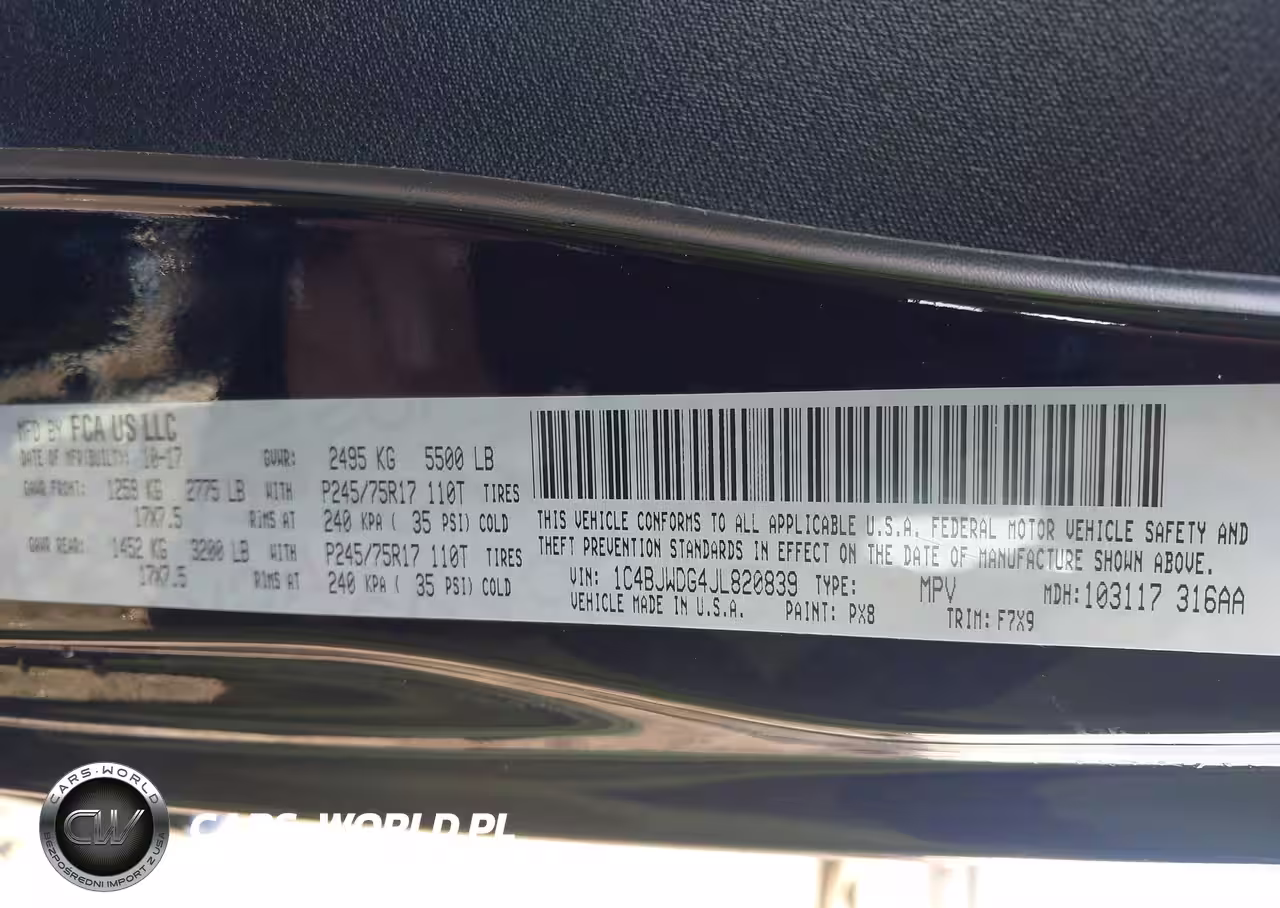 MFD BY FCA US LLC
DATE OF MFR(BUILT): 10-17 GVWR: 2495 KG 5500 LB
GAWR FRONT: 1259 KG 2775 LB WITH P245/75R17 110T TIRES
17X7.5 RIMS AT 240 KPA ( 35 PSI) COLD
GAWR REAR: 1452 KG 3200 LB WITH P245/75R17 110T TIRES
17X7.5 RIMS AT 240 KPA ( 35 PSI) COLD
THIS VEHICLE CONFORMS TO ALL APPLICABLE U.S.A. FEDERAL MOTOR VEHICLE SAFETY AND
THEFT PREVENTION STANDARDS IN EFFECT ON THE DATE OF MANUFACTURE SHOWN ABOVE.
VIN: 1C4BJWDG4JL820839 TYPE: MPV MDH: 103117 316AA
VEHICLE MADE IN U.S.A. PAINT: PX8 TRIM: F7X9
CARS-WORLD
CW
BEZPOŚREDNI IMPORT Z USA
CARS-WORLD.PL